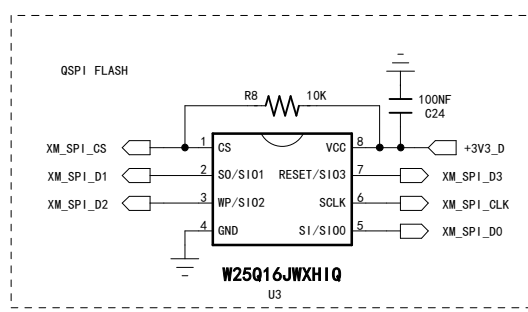 QSPI FLASH
R8 10K
100NF
C24
XM_SPI_CS 1 CS VCC 8 +3V3_D
XM_SPI_D1 2 SO/SIO1 RESET/SIO3 7 XM_SPI_D3
XM_SPI_D2 3 WP/SIO2 SCLK 6 XM_SPI_CLK
4 GND SI/SIO0 5 XM_SPI_D0
W25Q16JWXHIQ
U3